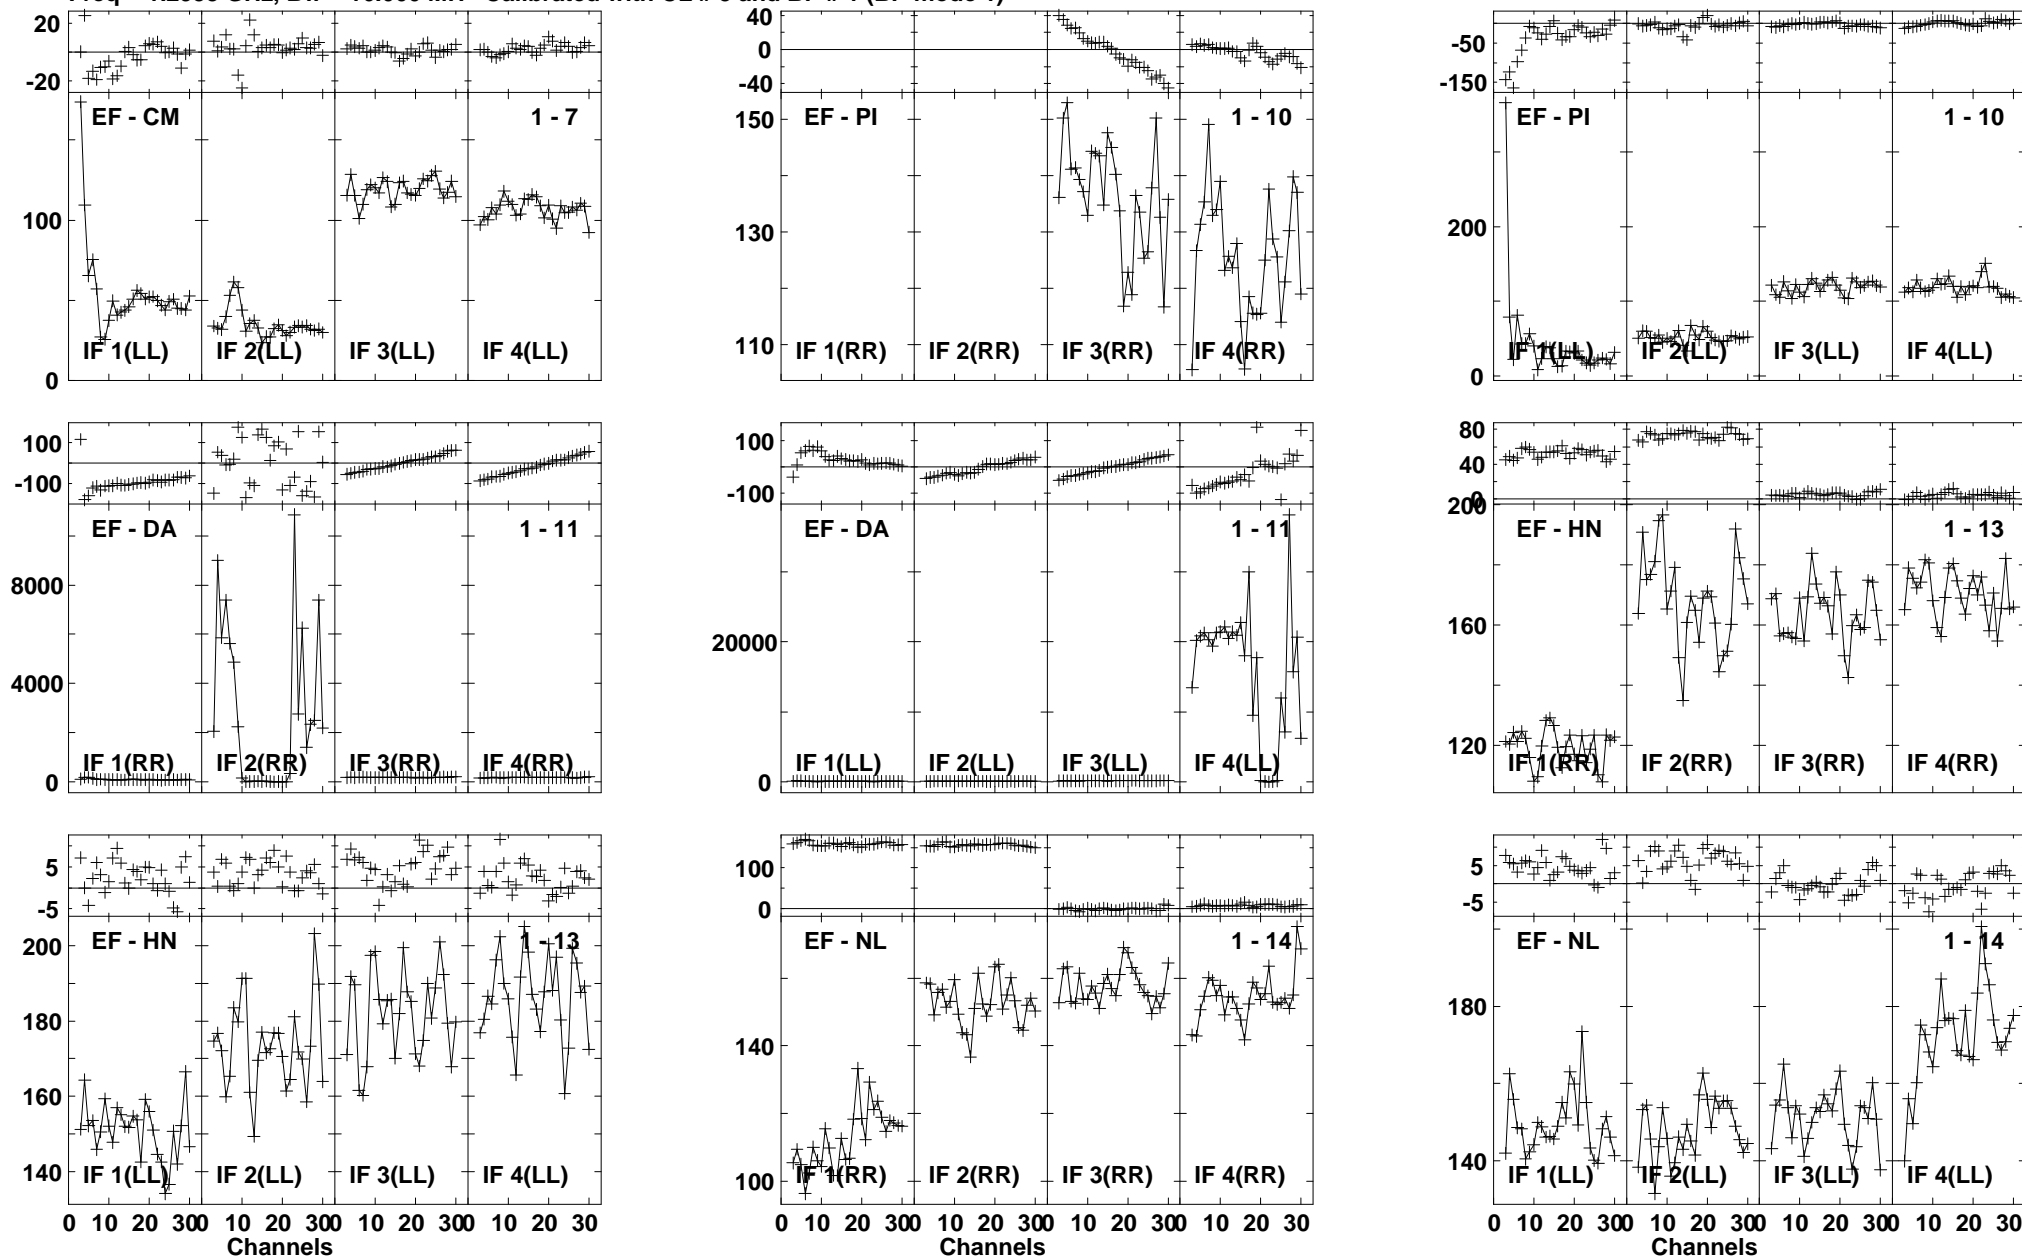 20 0 -20
EF - CM 1 - 7
100 0
IF 1(LL) IF 2(LL) IF 3(LL) IF 4(LL)
40 0 -40
EF - PI 1 - 10
150 130 110
IF 1(RR) IF 2(RR) IF 3(RR) IF 4(RR)
-50 -150
EF - PI 1 - 10
200 0
IF 1(LL) IF 2(LL) IF 3(LL) IF 4(LL)
100 -100
EF - DA 1 - 11
8000 4000 0
IF 1(RR) IF 2(RR) IF 3(RR) IF 4(RR)
100 -100
EF - DA 1 - 11
20000 0
IF 1(LL) IF 2(LL) IF 3(LL) IF 4(LL)
80 40 0
EF - HN 1 - 13
200 160 120
IF 1(RR) IF 2(RR) IF 3(RR) IF 4(RR)
5 -5
EF - HN 1 - 13
200 180 160 140
IF 1(LL) IF 2(LL) IF 3(LL) IF 4(LL)
0 10 20 30 0 10 20 30 0 10 20 30 0 10 20 30
Channels
100 0
EF - NL 1 - 14
140 100
IF 1(RR) IF 2(RR) IF 3(RR) IF 4(RR)
0 10 20 30 0 10 20 30 0 10 20 30 0 10 20 30
Channels
5 -5
EF - NL 1 - 14
180 140
IF 1(LL) IF 2(LL) IF 3(LL) IF 4(LL)
0 10 20 30 0 10 20 30 0 10 20 30 0 10 20 30
Channels